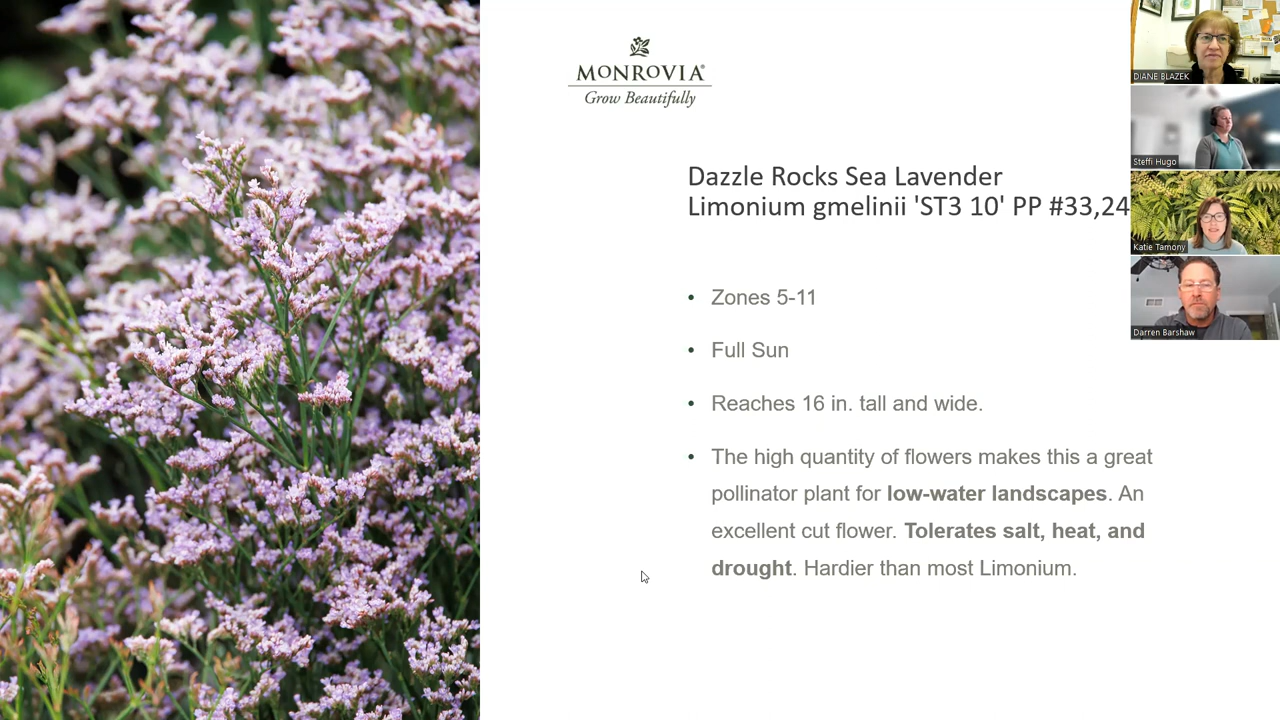 MONROVIA®
Grow Beautifully
Dazzle Rocks Sea Lavender
Limonium gmelinii 'ST3 10' PP #33,24
• Zones 5-11
• Full Sun
• Reaches 16 in. tall and wide.
• The high quantity of flowers makes this a great
pollinator plant for low-water landscapes. An
excellent cut flower. Tolerates salt, heat, and
drought. Hardier than most Limonium.
DIANE BLAZEK
Steffi Hugo
Katie Tamony
Darren Barshaw